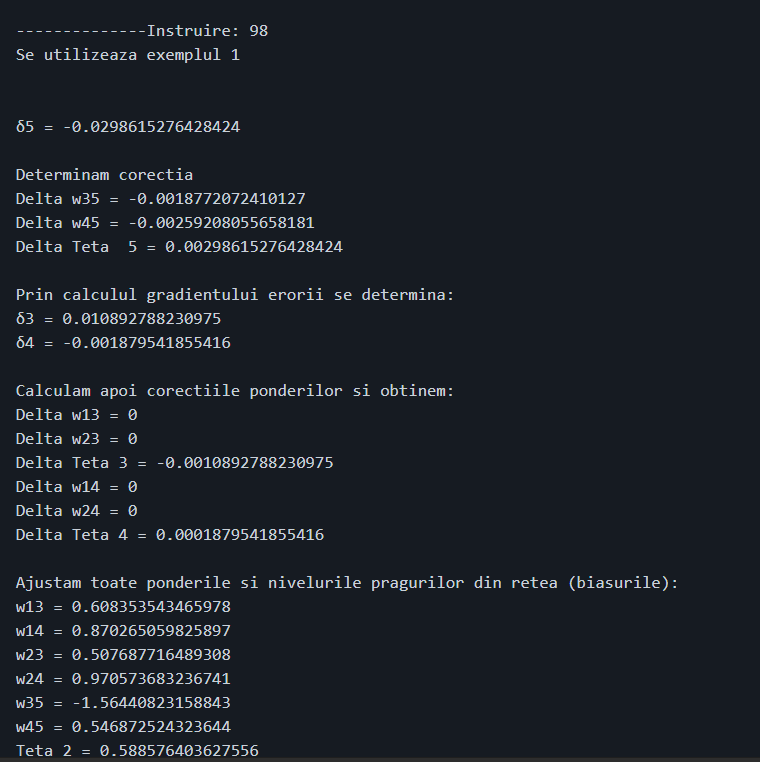 --------------Instruire: 98
Se utilizeaza exemplul 1
δ5 = -0.0298615276428424
Determinam corectia
Delta w35 = -0.0018772072410127
Delta w45 = -0.00259208055658181
Delta Teta  5 = 0.00298615276428424
Prin calculul gradientului erorii se determina:
δ3 = 0.010892788230975
δ4 = -0.001879541855416
Calculam apoi corectiile ponderilor si obtinem:
Delta w13 = 0
Delta w23 = 0
Delta Teta 3 = -0.0010892788230975
Delta w14 = 0
Delta w24 = 0
Delta Teta 4 = 0.0001879541855416
Ajustam toate ponderile si nivelurile pragurilor din retea (biasurile):
w13 = 0.608353543465978
w14 = 0.870265059825897
w23 = 0.507687716489308
w24 = 0.970573683236741
w35 = -1.56440823158843
w45 = 0.546872524323644
Teta 2 = 0.588576403627556